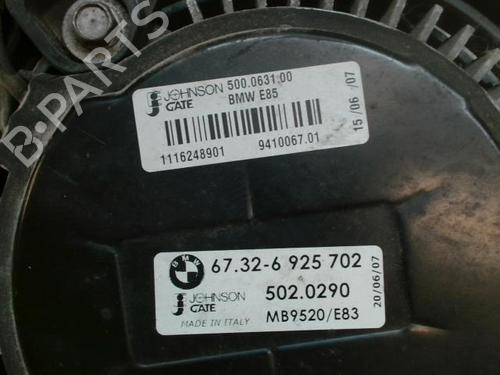 JOHNSON GATE
500.0631.00
BMW E85
1116248901
9410067.01
15/06/07
BMW
67.32-6 925 702
JOHNSON GATE
502.0290
MADE IN ITALY
MB9520/E83
20/06/07
B-PARTS